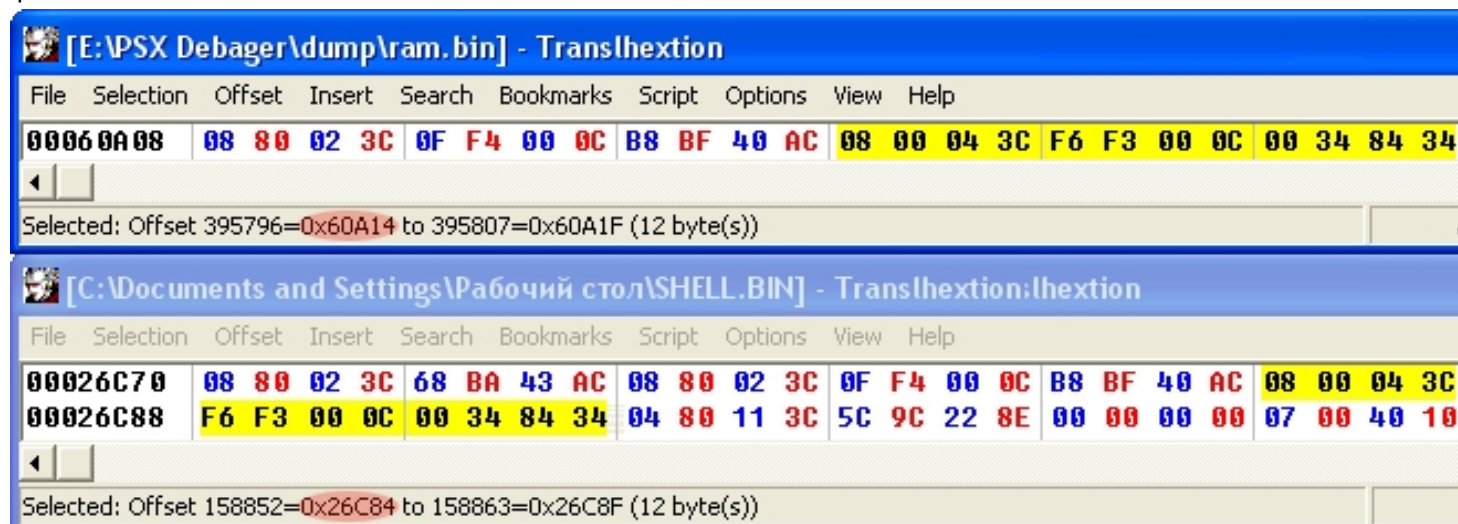 [E:\PSX Debager\dump\ram.bin] - Translhextion
File Selection Offset Insert Search Bookmarks Script Options View Help
00060A08 08 80 02 3C 0F F4 00 0C B8 BF 40 AC 08 00 04 3C F6 F3 00 0C 00 34 84 34
Selected: Offset 395796=0x60A14 to 395807=0x60A1F (12 byte(s))
[C:\Documents and Settings\Рабочий стол\SHELL.BIN] - Translhextion;lhextion
File Selection Offset Insert Search Bookmarks Script Options View Help
00026C70 08 80 02 3C 68 BA 43 AC 08 80 02 3C 0F F4 00 0C B8 BF 40 AC 08 00 04 3C
00026C88 F6 F3 00 0C 00 34 84 34 04 80 11 3C 5C 9C 22 8E 00 00 00 00 07 00 40 10
Selected: Offset 158852=0x26C84 to 158863=0x26C8F (12 byte(s))